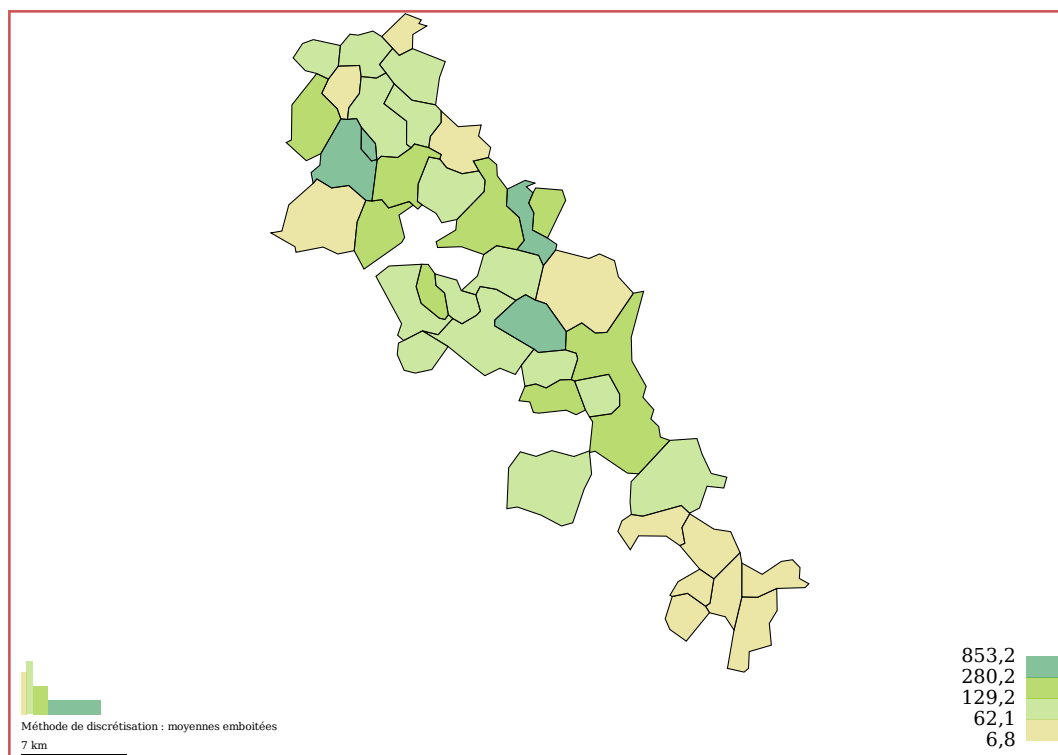 853,2
280,2
129,2
62,1
6,8
Méthode de discrétisation : moyennes emboitées
7 km